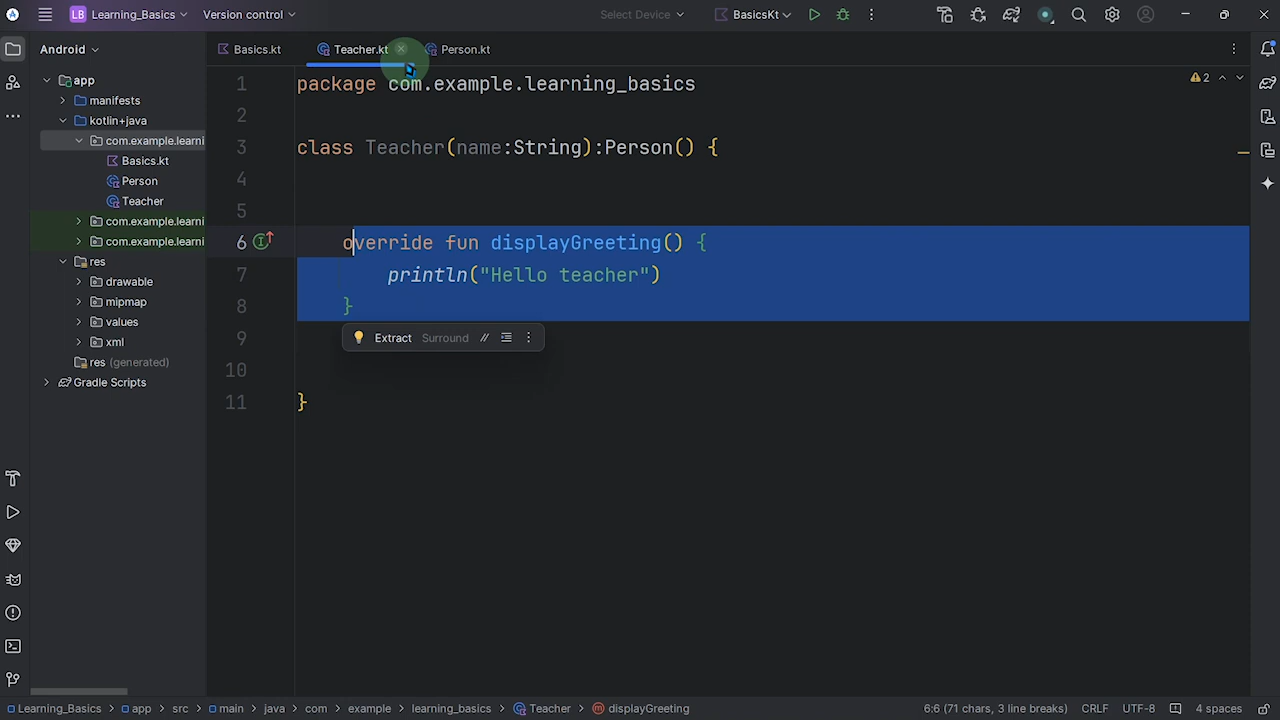 LB Learning_Basics Version control Select Device BasicsKt
Android
Basics.kt Teacher.kt Person.kt
app
manifests
kotlin+java
com.example.learni
Basics.kt
Person
Teacher
com.example.learni
com.example.learni
res
drawable
mipmap
values
xml
res (generated)
Gradle Scripts
2
1 package com.example.learning_basics
2
3 class Teacher(name:String):Person() {
4
5
6 override fun displayGreeting() {
7 println("Hello teacher")
8 }
Extract Surround //
9
10
11 }
Learning_Basics app src main java com example learning_basics Teacher displayGreeting 6:6 (71 chars, 3 line breaks) CRLF UTF-8 4 spaces